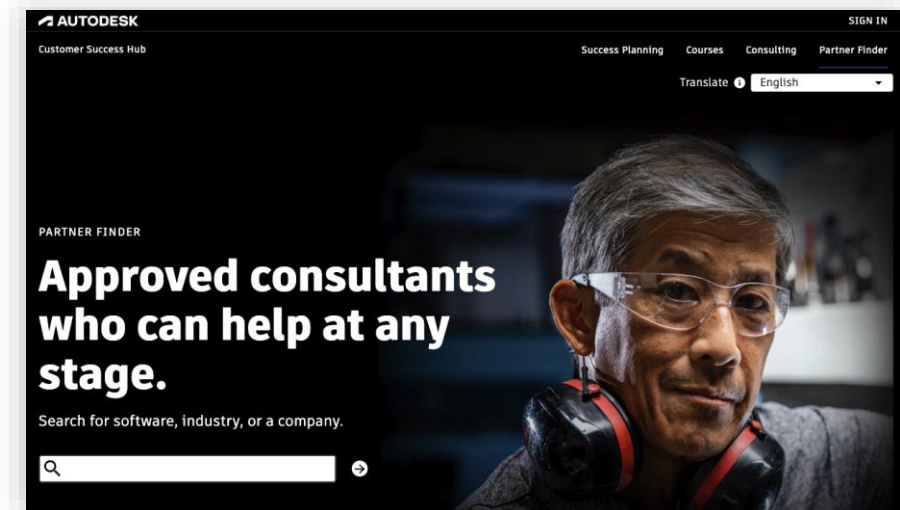 AUTODESK
SIGN IN
Customer Success Hub
Success Planning Courses Consulting Partner Finder
Translate English
PARTNER FINDER
Approved consultants
who can help at any
stage.
Search for software, industry, or a company.